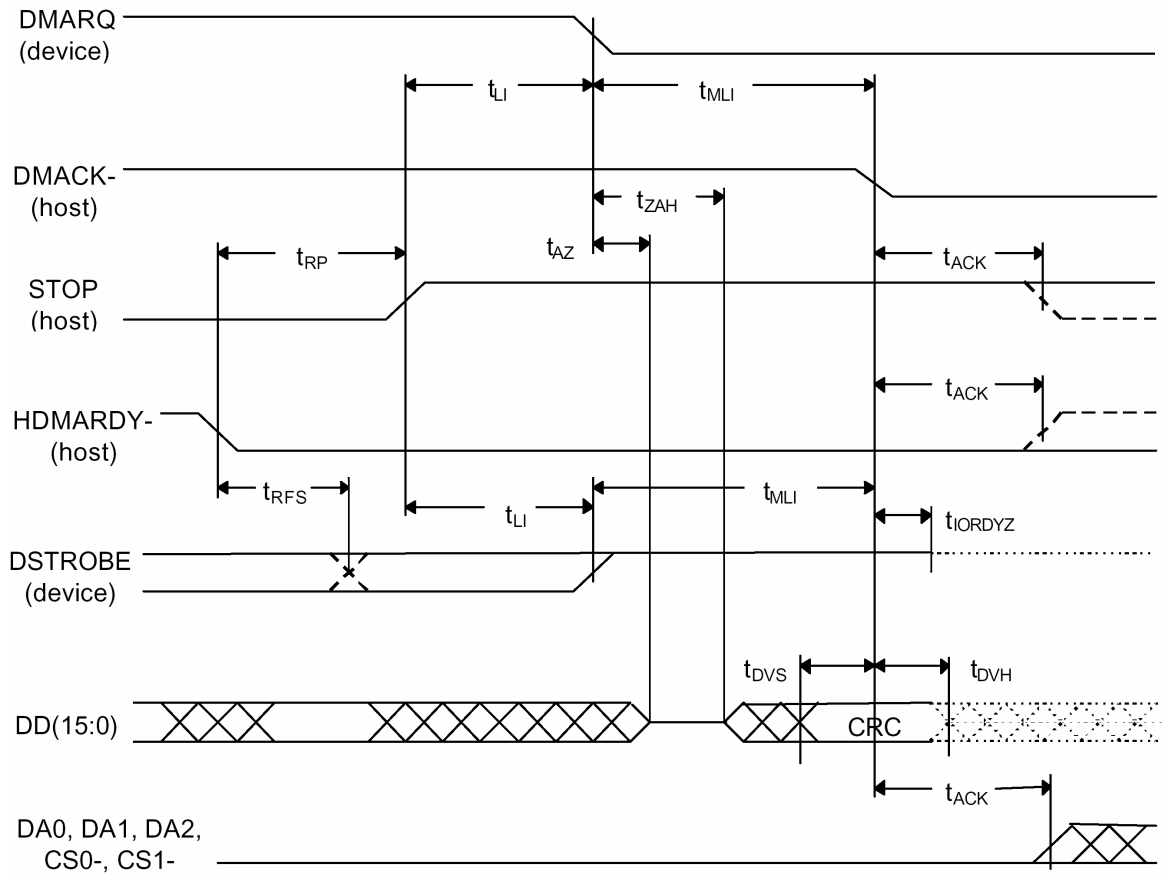 DMARQ
(device)
tLI
tMLI
DMACK-
(host)
tZAH
tAZ
tRP
tACK
STOP
(host)
tACK
HDMARDY-
(host)
tRFS
tMLI
tLI
tIORDYZ
DSTROBE
(device)
tDVS
tDVH
DD(15:0)
CRC
tACK
DA0, DA1, DA2,
CS0-, CS1-